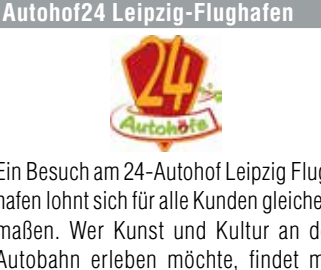 Autohof24 Leipzig-Flughafen
24
Autohöfe
Ein Besuch am 24-Autohof Leipzig Flug
hafen lohnt sich für alle Kunden gleiche
maßen. Wer Kunst und Kultur an d
Autobahn erleben möchte, findet m